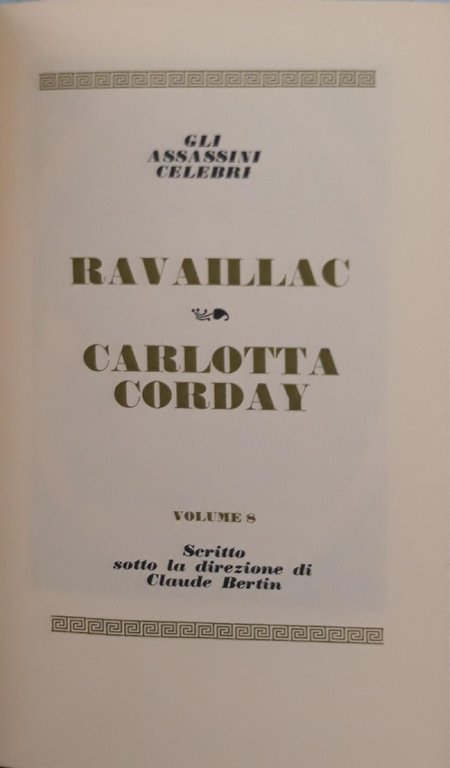 GLI
ASSASSINI
CELEBRI
RAVAILLAC
CARLOTTA
CORDAY
VOLUME 8
Scritto
sotto la direzione di
Claude Bertin